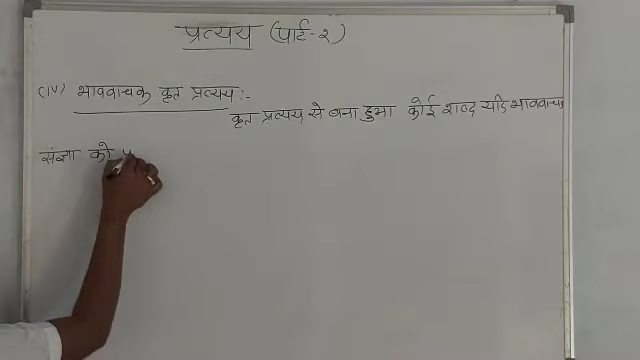 प्रत्यय (पार्ट-२)
(iv) भाववाचक कृत प्रत्यय :-
कृत प्रत्यय से बना हुआ कोई शब्द यदि भाववाचक
संज्ञा को